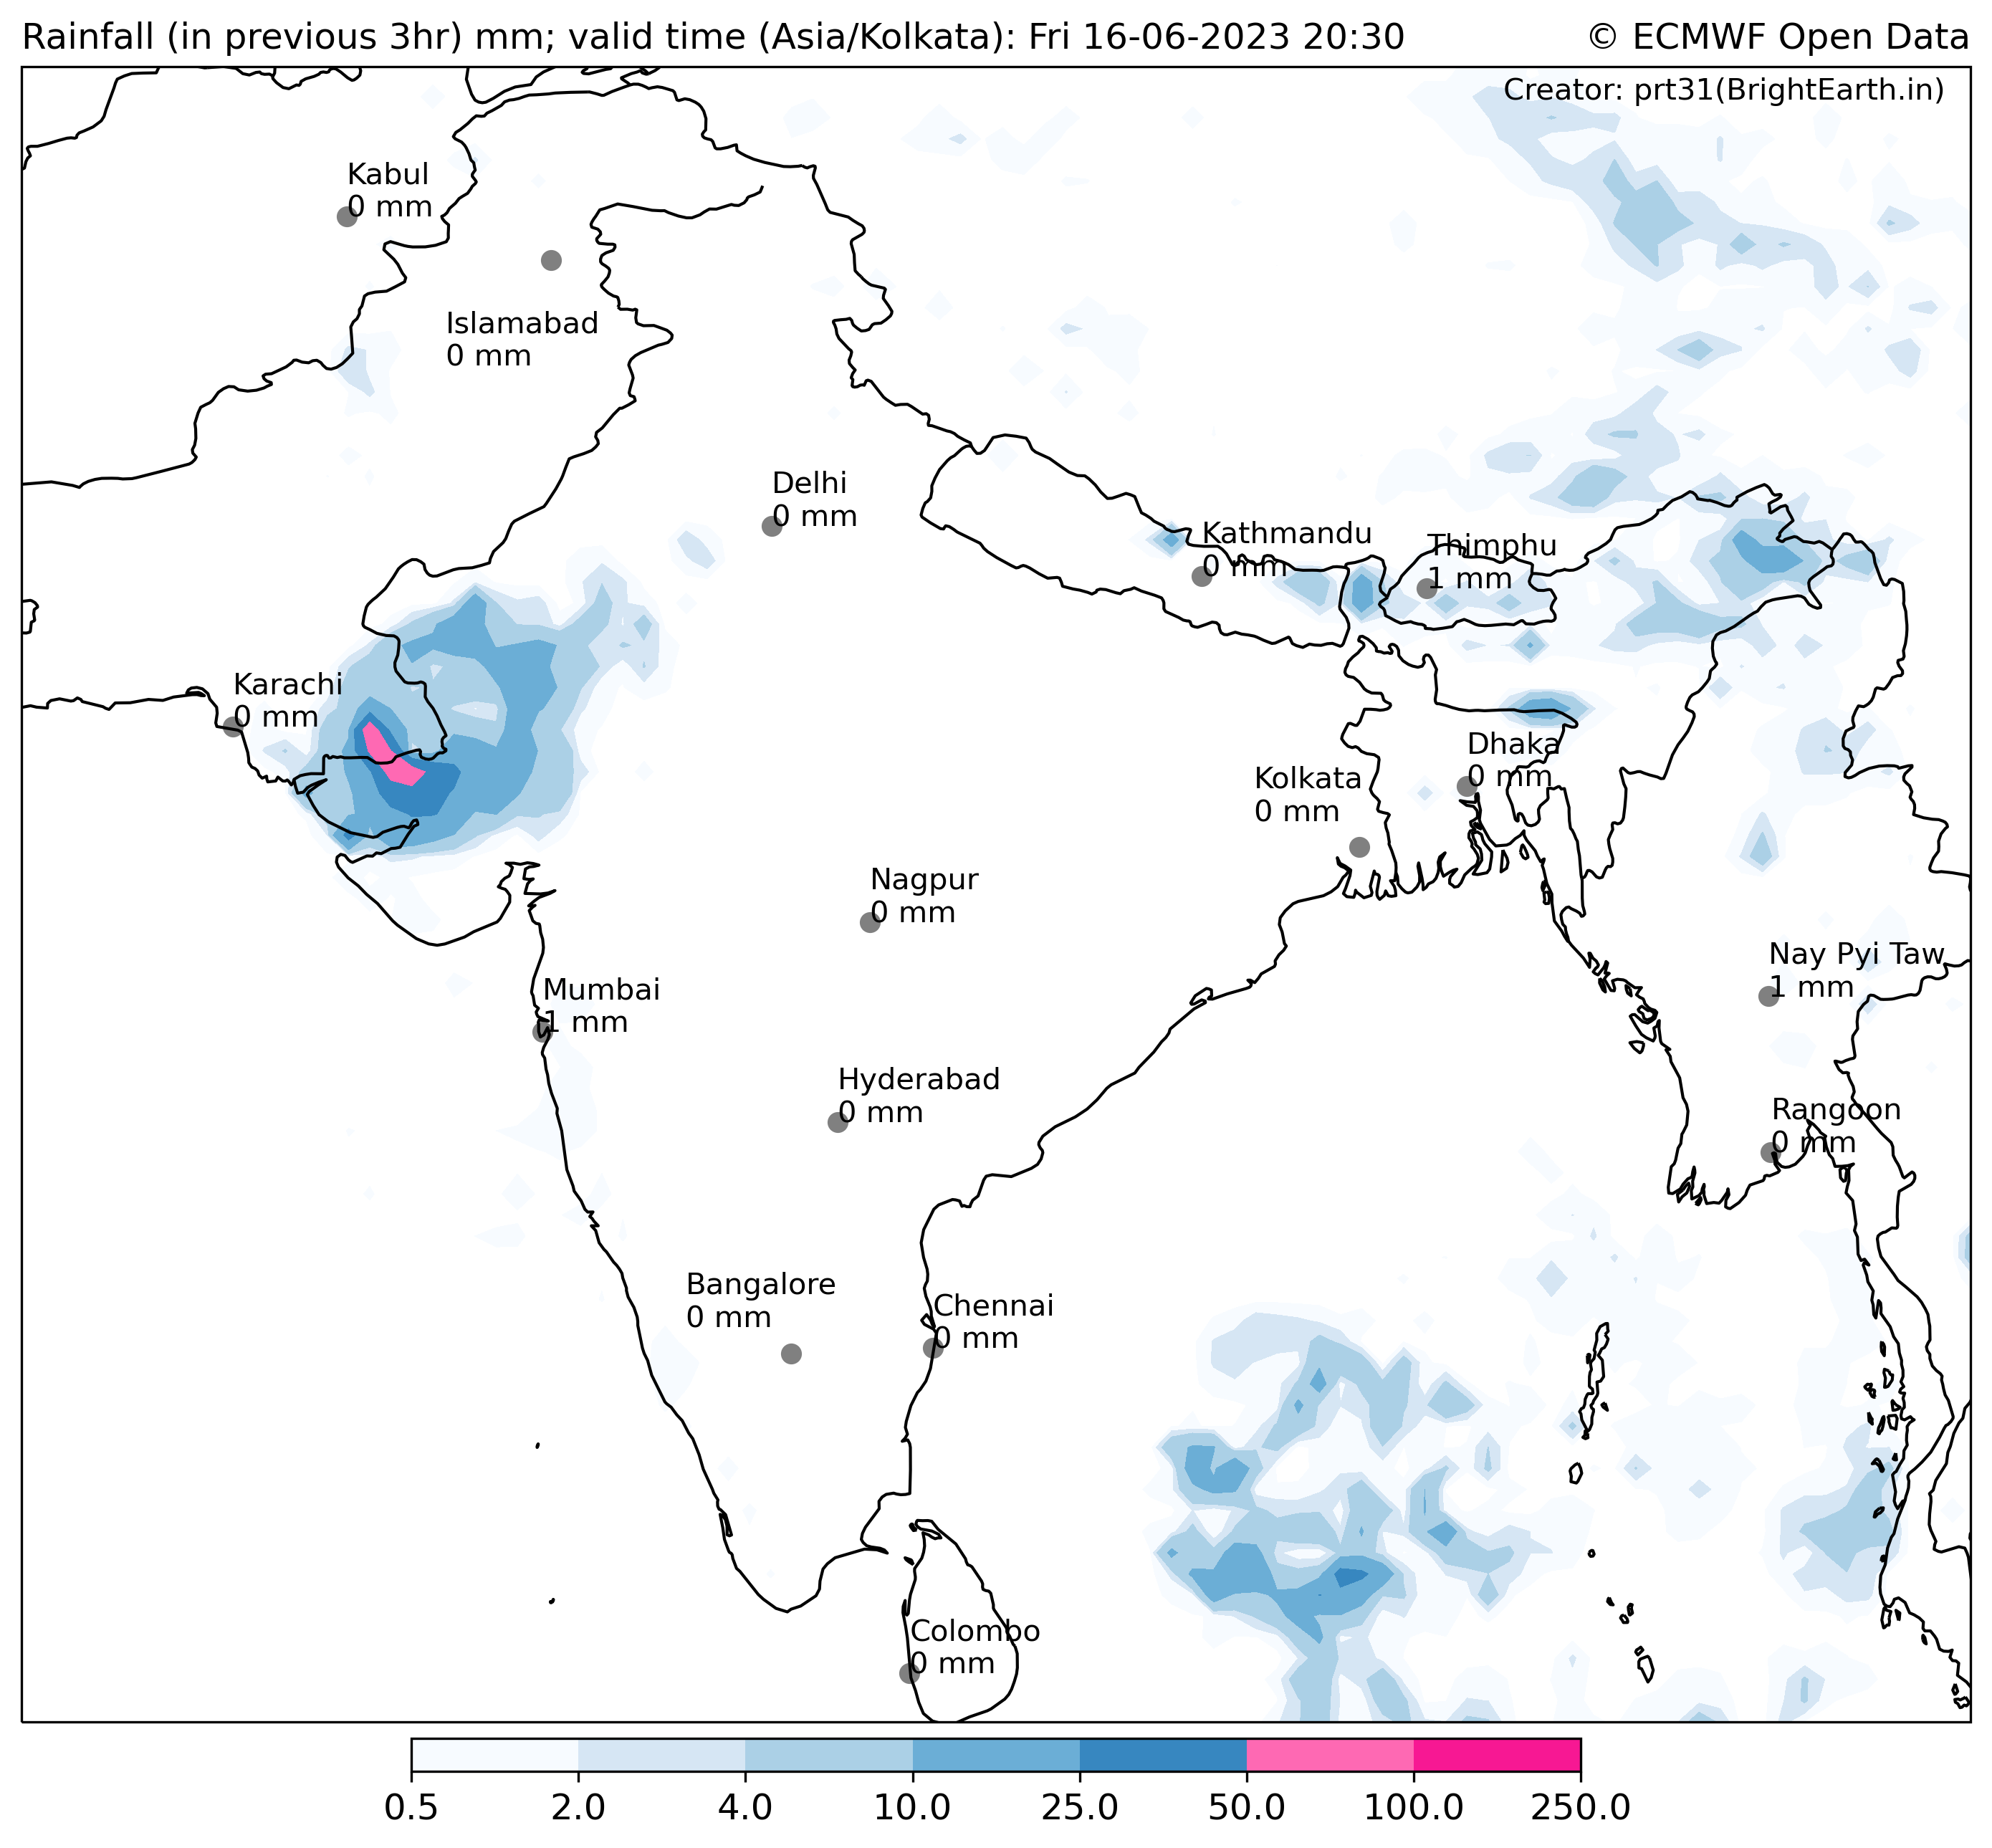 Rainfall (in previous 3hr) mm; valid time (Asia/Kolkata): Fri 16-06-2023 20:30
© ECMWF Open Data
Creator: prt31(BrightEarth.in)
Kabul
0 mm
Islamabad
0 mm
Delhi
0 mm
Kathmandu
0 mm
Thimphu
1 mm
Karachi
0 mm
Dhaka
0 mm
Kolkata
0 mm
Nagpur
0 mm
Nay Pyi Taw
1 mm
Mumbai
1 mm
Hyderabad
0 mm
Rangoon
0 mm
Bangalore
0 mm
Chennai
0 mm
Colombo
0 mm
0.5 2.0 4.0 10.0 25.0 50.0 100.0 250.0